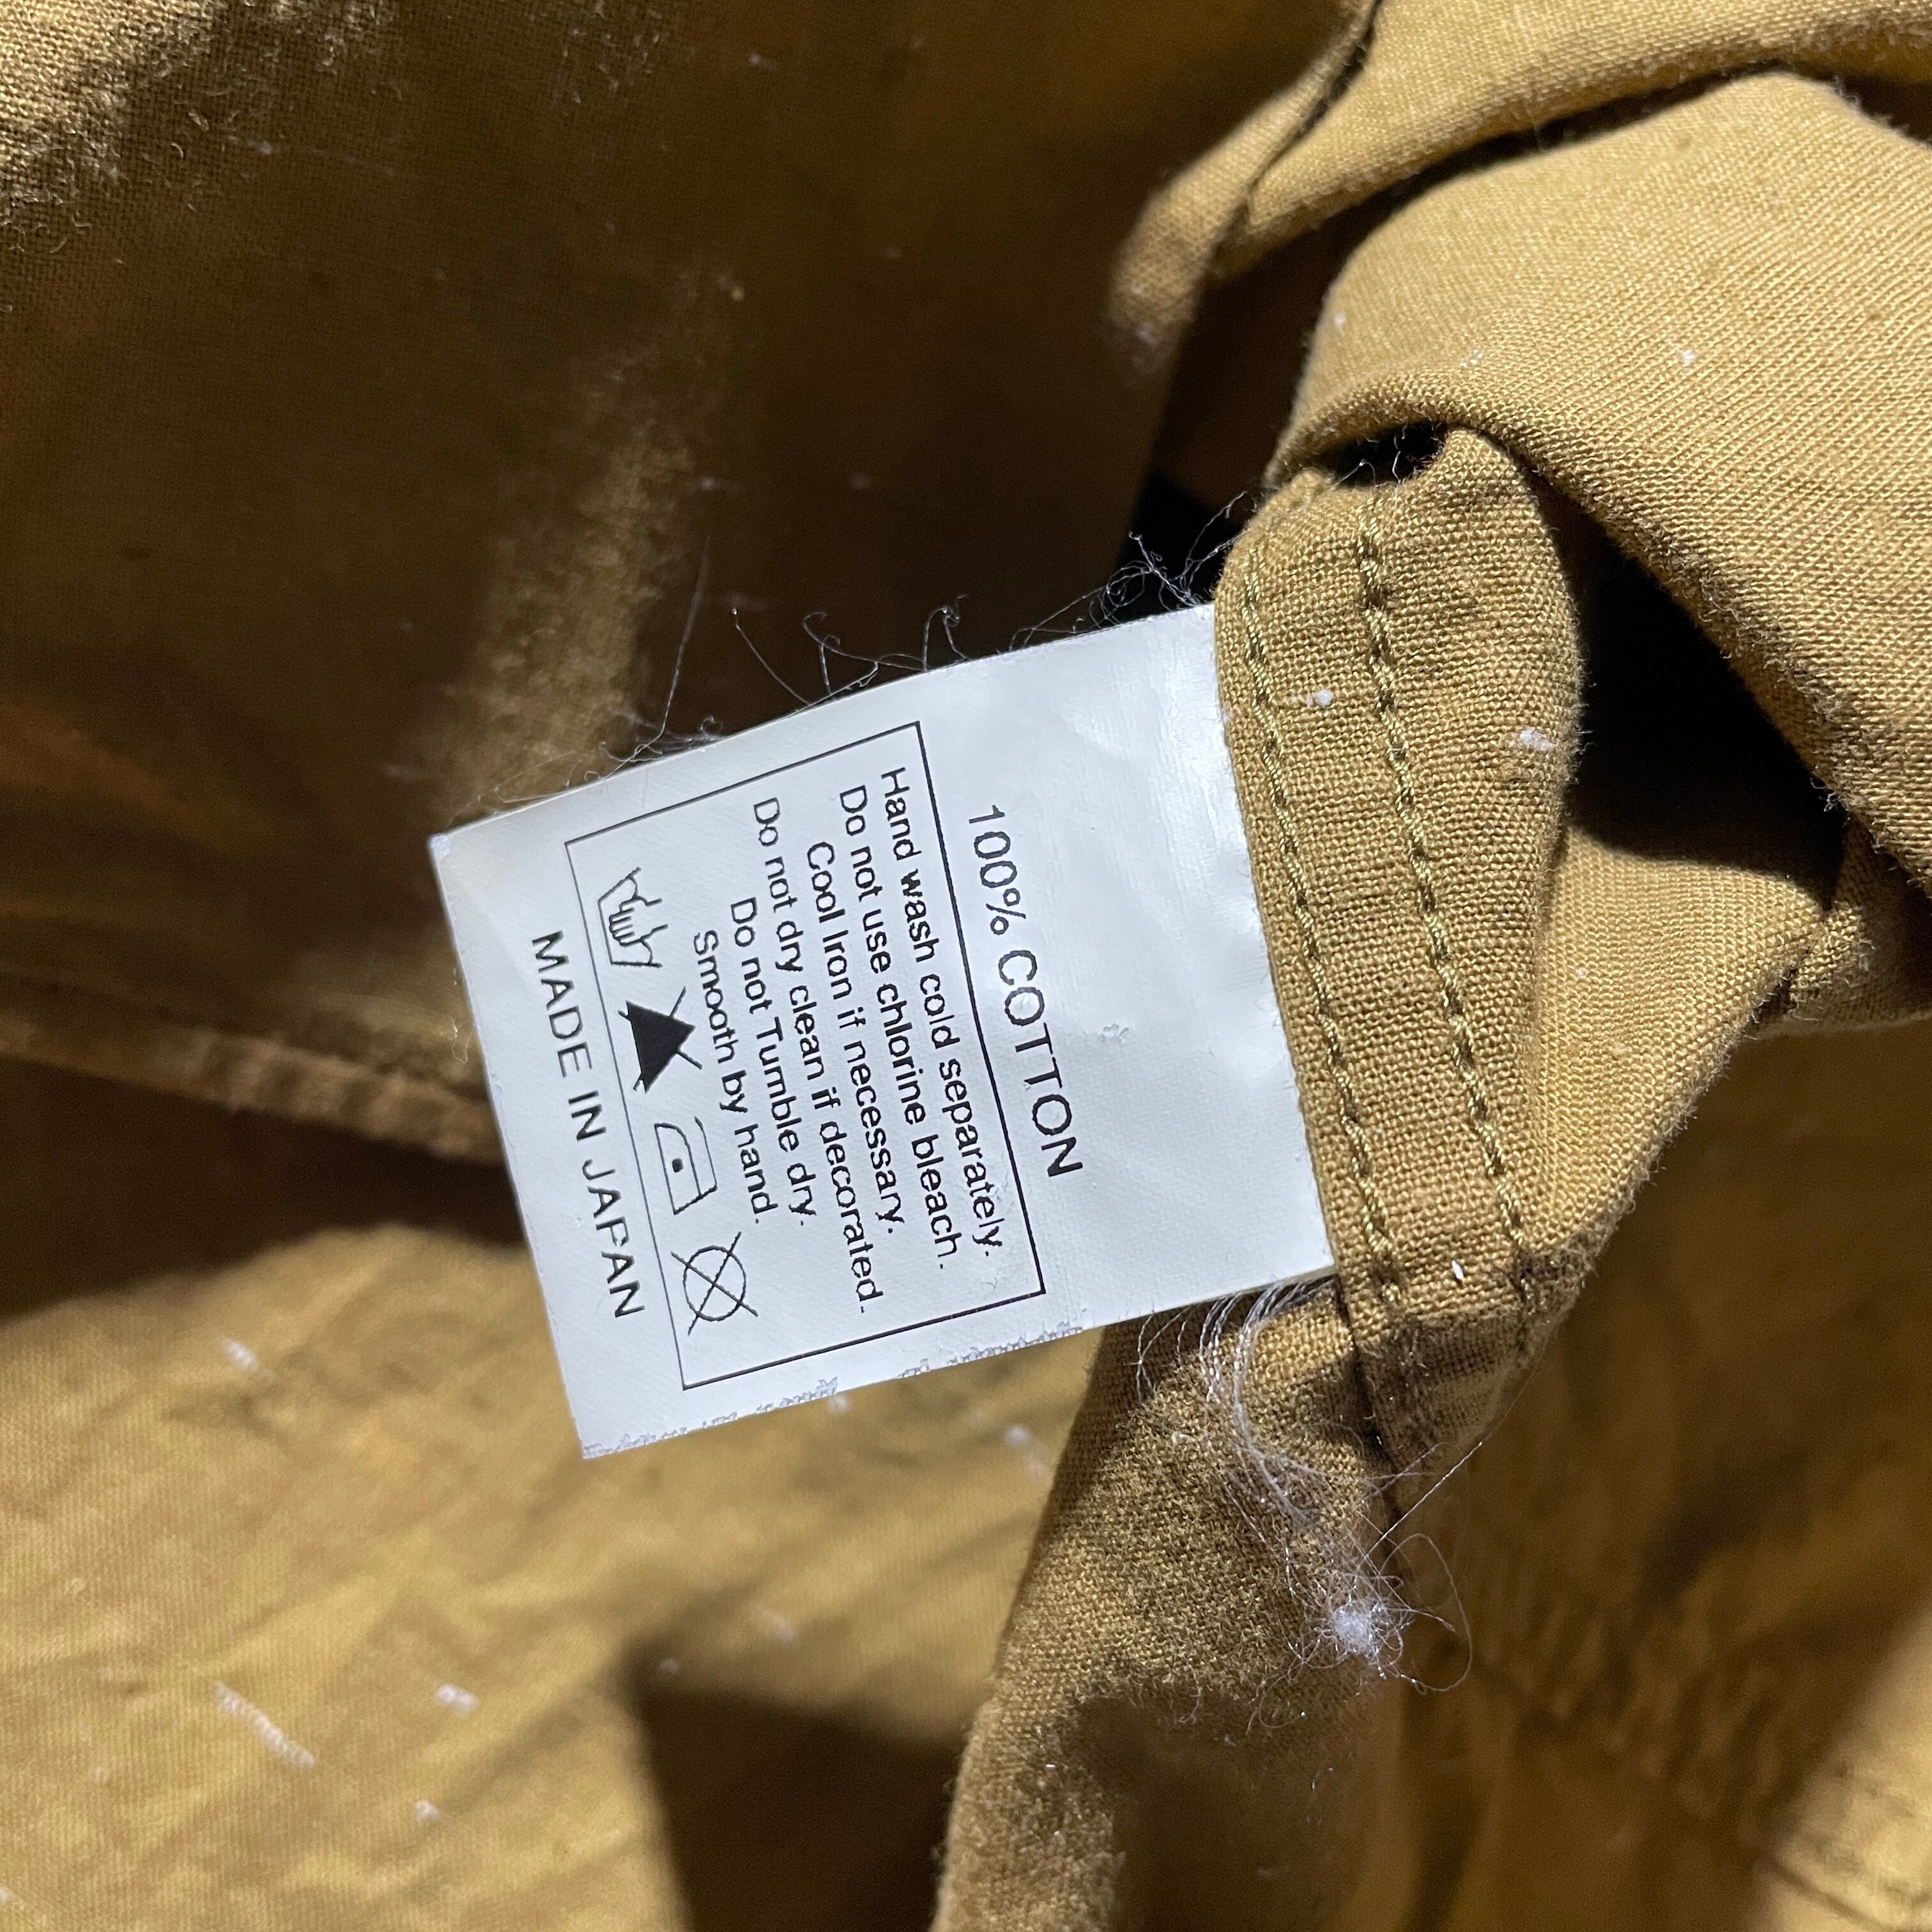 100% COTTON
Hand wash cold separately.
Do not use chlorine bleach.
Cool Iron if necessary.
Do not dry clean if decorated.
Do not Tumble dry.
Smooth by hand.
MADE IN JAPAN